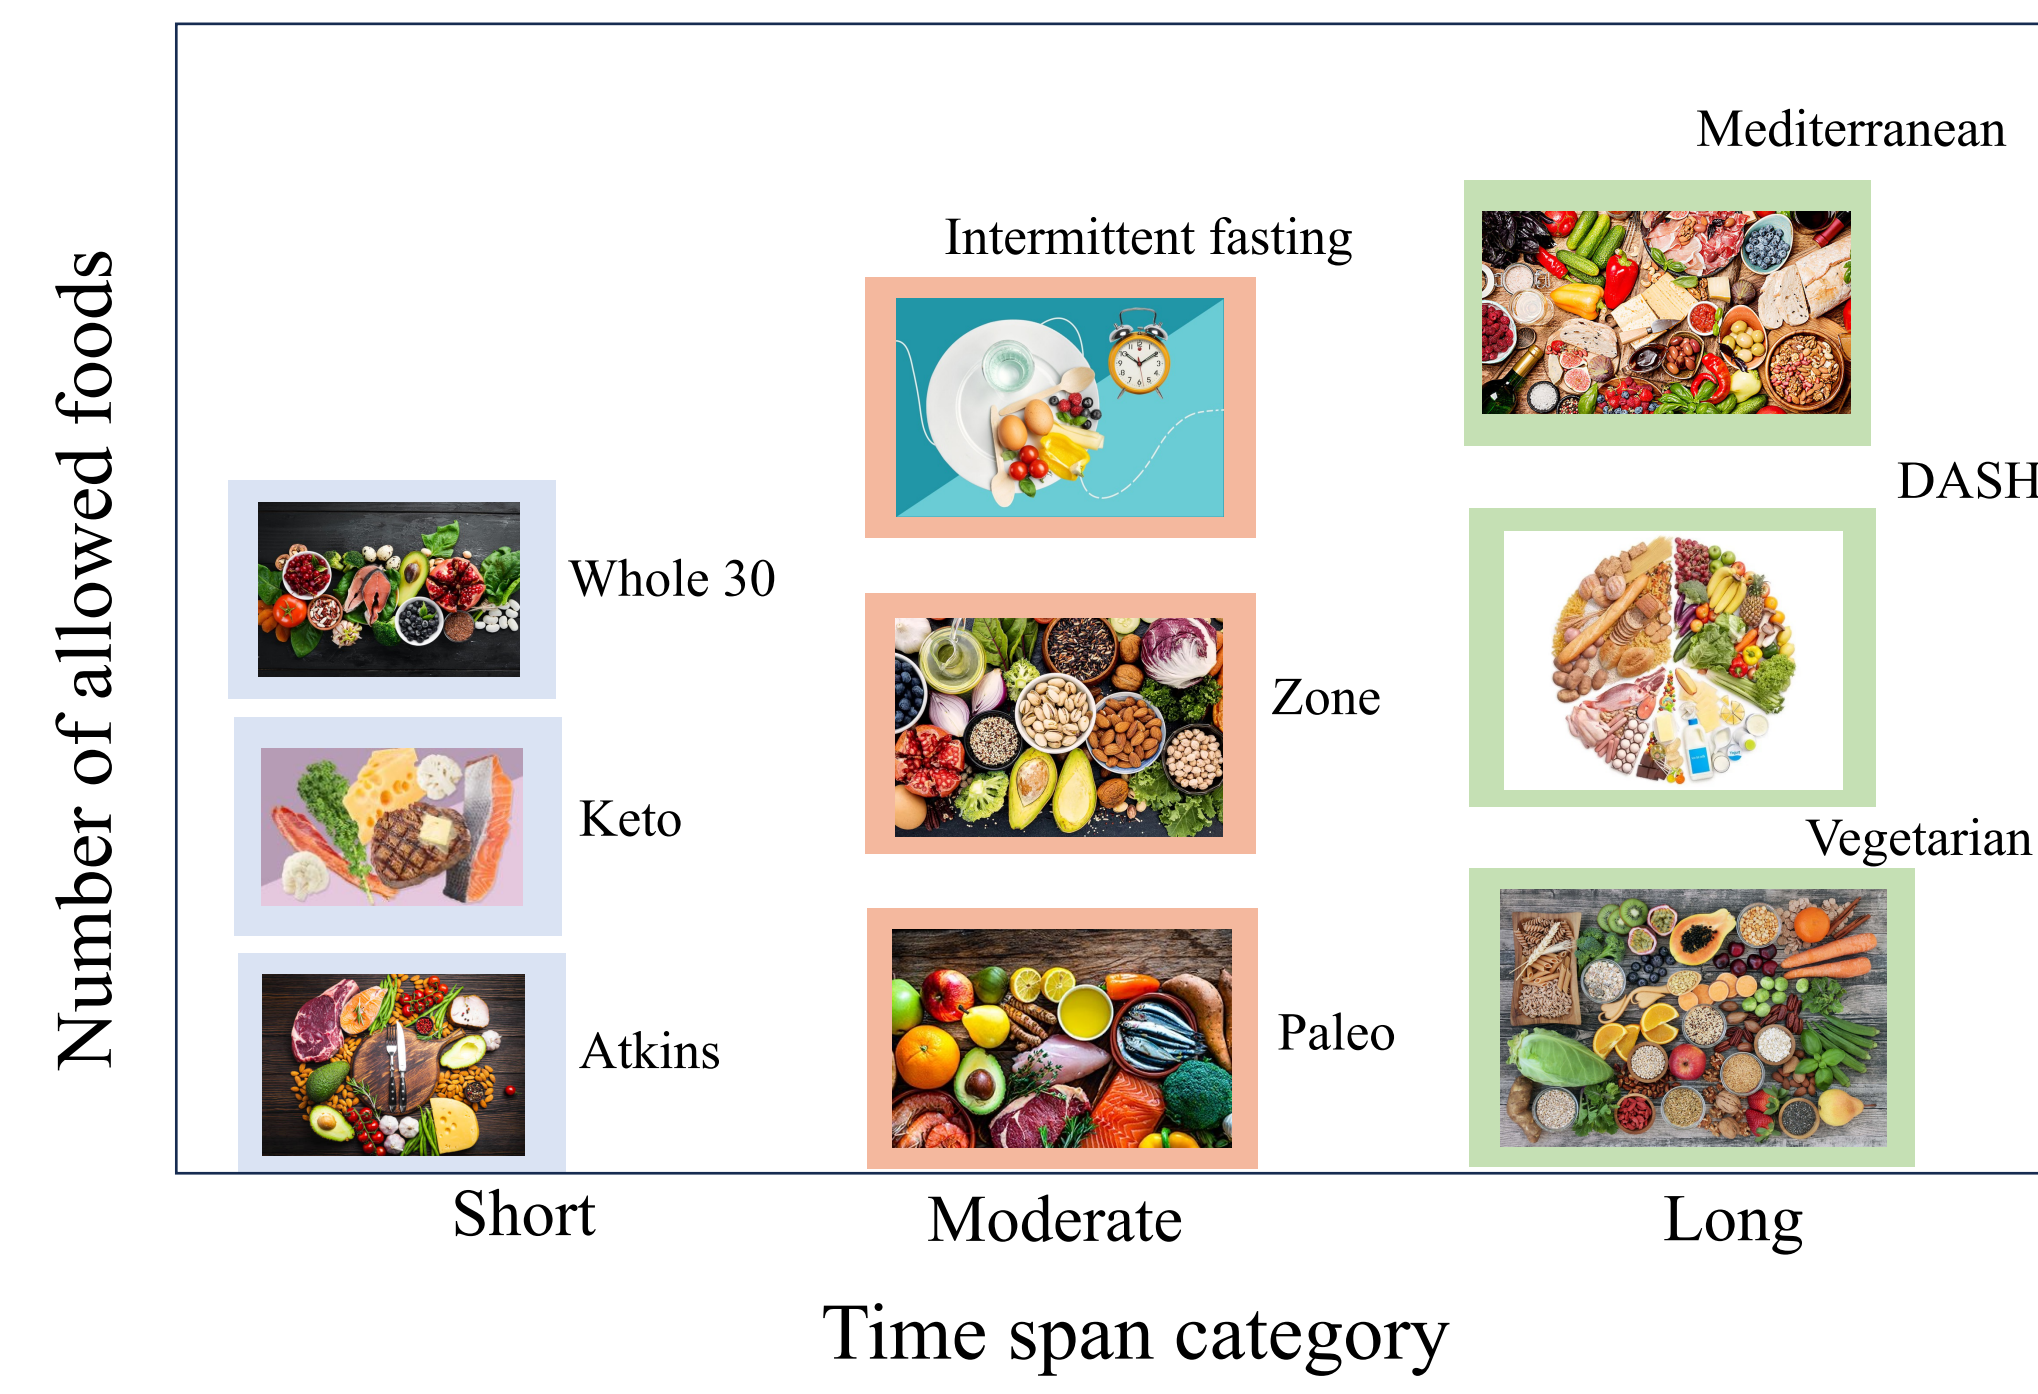 Number of allowed foods
Mediterranean
Intermittent fasting
DASH
Whole 30
Zone
Keto
Vegetarian
Paleo
Atkins
Short
Moderate
Long
Time span category